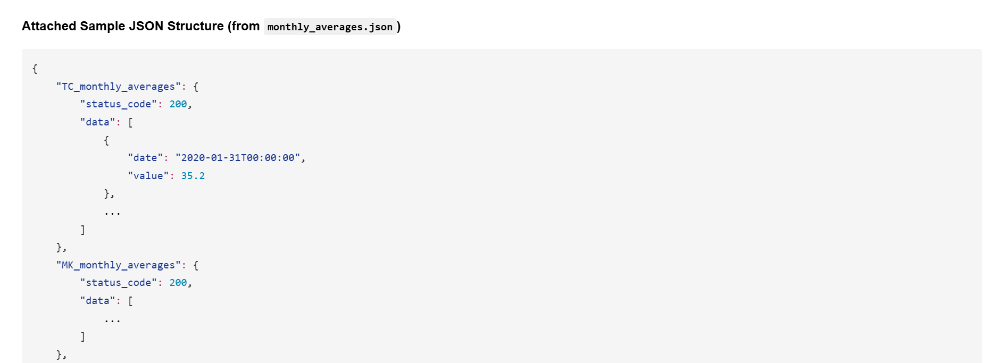 Attached Sample JSON Structure (from monthly_averages.json)
{
    "TC_monthly_averages": {
        "status_code": 200,
        "data": [
            {
                "date": "2020-01-31T00:00:00",
                "value": 35.2
            },
            ...
        ]
    },
    "MK_monthly_averages": {
        "status_code": 200,
        "data": [
            ...
        ]
    },